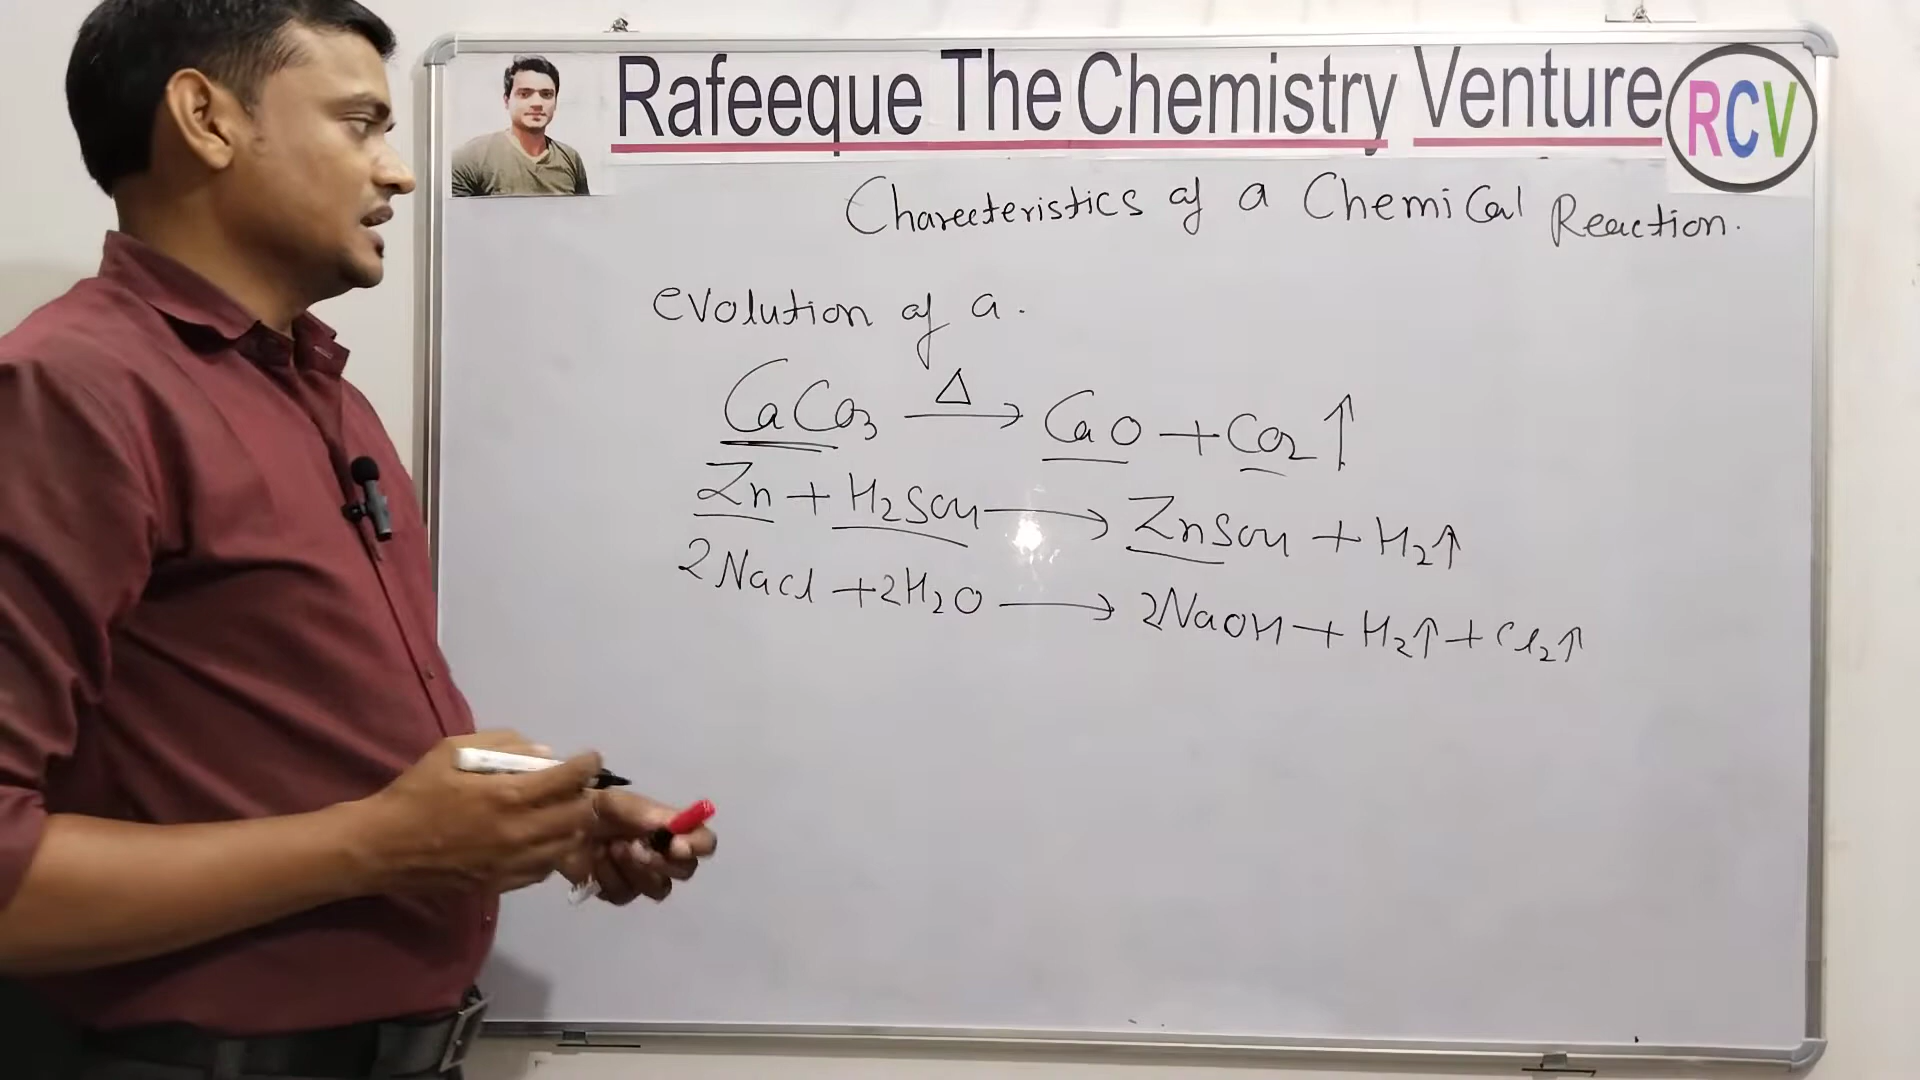 Rafeeque The Chemistry Venture RCV
Charecteristics of a Chemical Reaction.
evolution of a.
CaCO3 Δ→ CaO + CO2↑
Zn + H2SO4 → ZnSO4 + H2↑
2NaCl + 2H2O → 2NaOH + H2↑ + Cl2↑